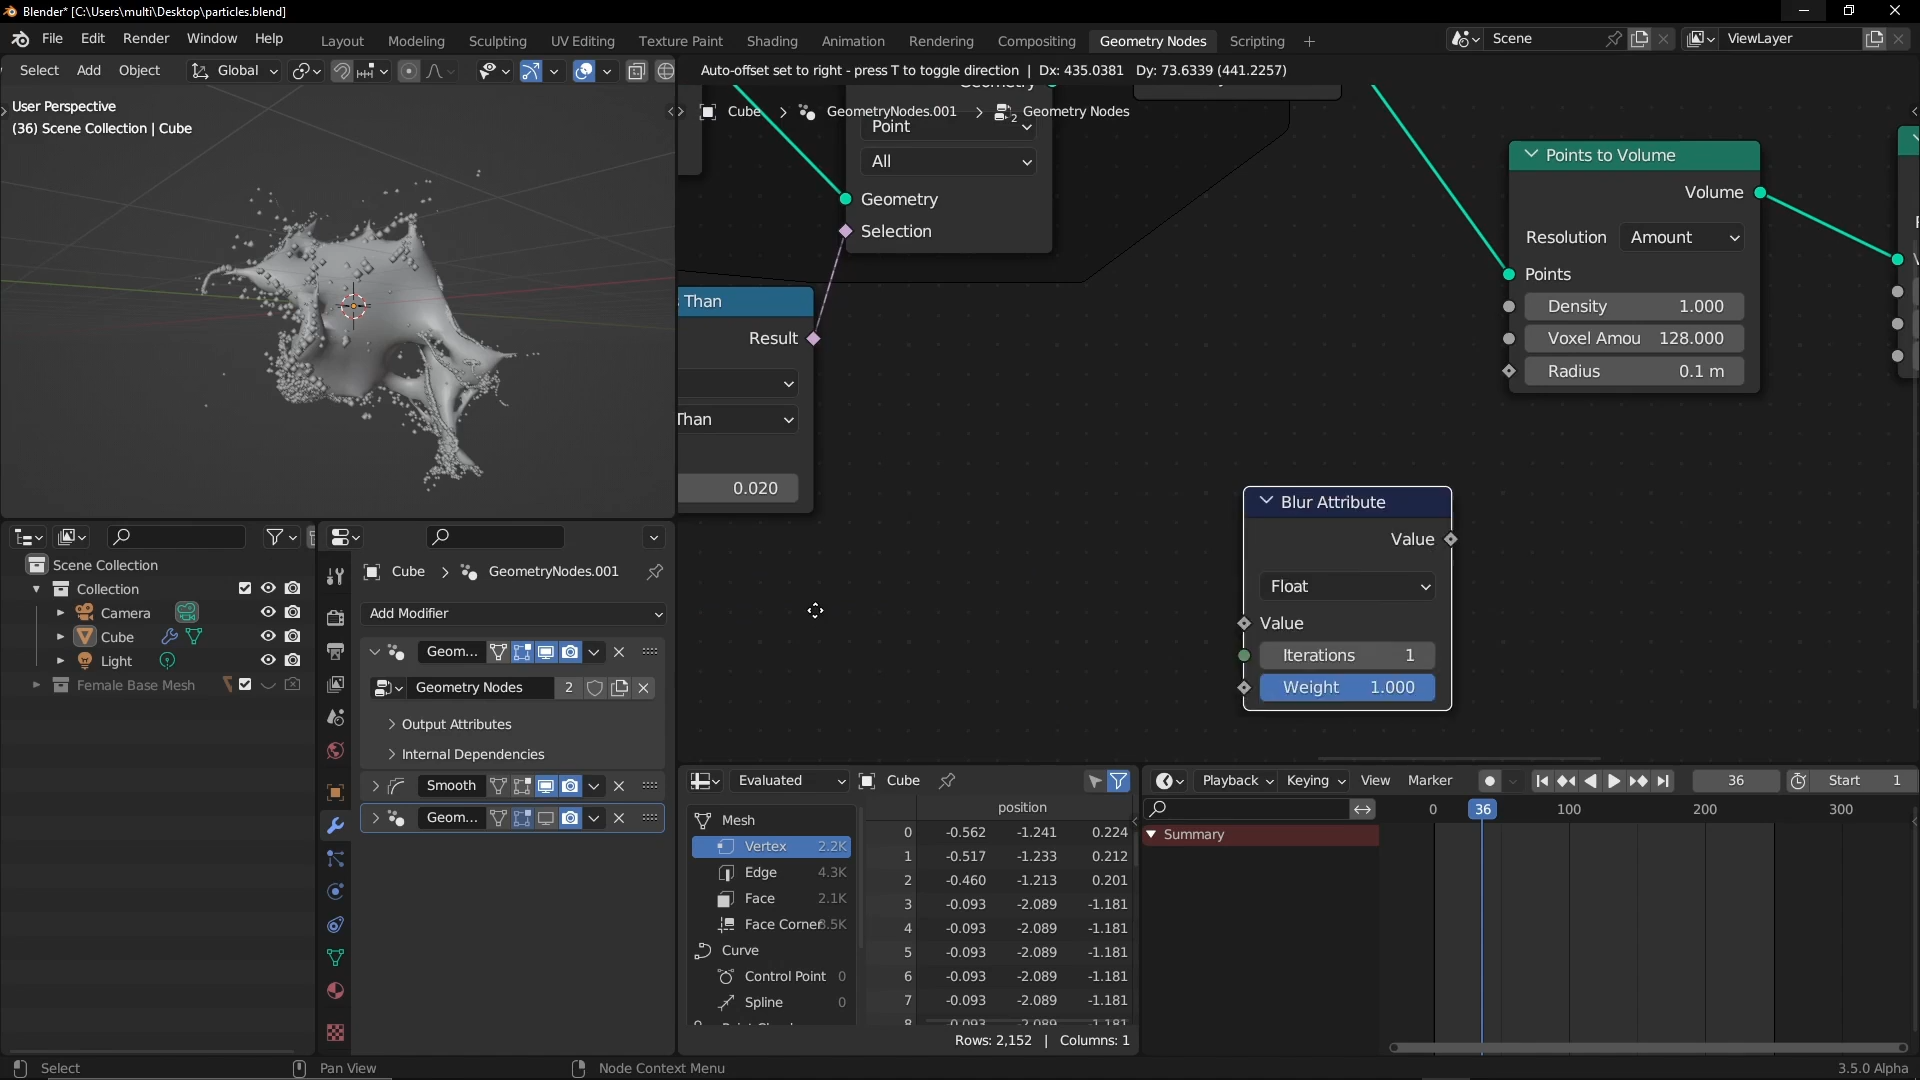 Blender* [C:\Users\multi\Desktop\particles.blend]
File Edit Render Window Help
Layout Modeling Sculpting UV Editing Texture Paint Shading Animation Rendering Compositing Geometry Nodes Scripting
Scene
ViewLayer
Select Add Object
Global
Auto-offset set to right - press T to toggle direction | Dx: 435.0381 Dy: 73.6339 (441.2257)
User Perspective
(36) Scene Collection | Cube
Cube > GeometryNodes.001 > Geometry Nodes
2
Geometry
Point
All
Geometry
Selection
Than
Result
Than
0.020
Points to Volume
Volume
Resolution Amount
Points
Density 1.000
Voxel Amou 128.000
Radius 0.1 m
Blur Attribute
Value
Float
Value
Iterations 1
Weight 1.000
Scene Collection
Collection
Camera
Cube
Light
Female Base Mesh
Cube > GeometryNodes.001
Add Modifier
Geom...
Geometry Nodes 2
Output Attributes
Internal Dependencies
Smooth
Geom...
Evaluated
Cube
Mesh
Vertex 2.2K
Edge 4.3K
Face 2.1K
Face Corner 8.5K
Curve
Control Point 0
Spline 0
position
0 -0.562 -1.241 0.224
1 -0.517 -1.233 0.212
2 -0.460 -1.213 0.201
3 -0.093 -2.089 -1.181
4 -0.093 -2.089 -1.181
5 -0.093 -2.089 -1.181
6 -0.093 -2.089 -1.181
7 -0.093 -2.089 -1.181
8 -0.093 -2.089 -1.181
Rows: 2,152 | Columns: 1
Playback Keying View Marker
36
Start 1
0 36 100 200 300
Summary
Select
Pan View
Node Context Menu
3.5.0 Alpha